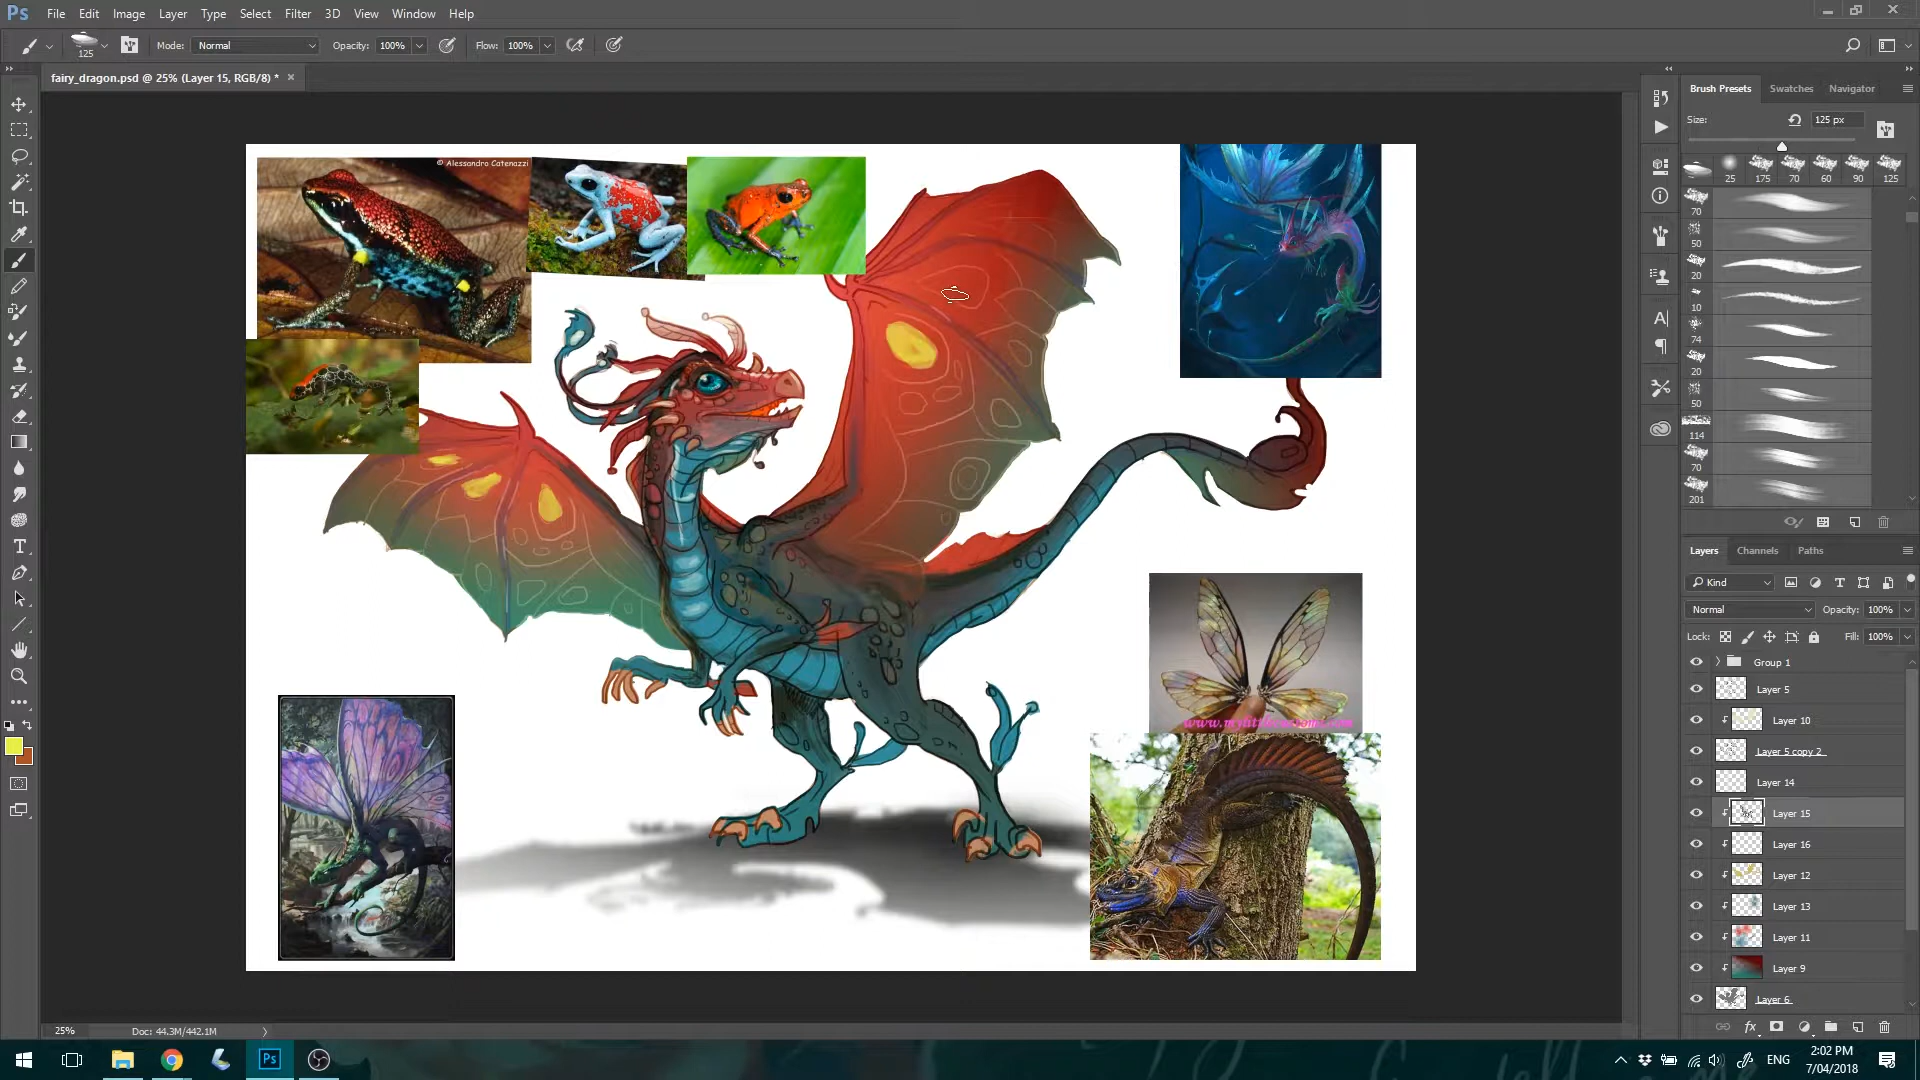 Ps File Edit Image Layer Type Select Filter 3D View Window Help
125 Mode: Normal Opacity: 100% Flow: 100%
fairy_dragon.psd @ 25% (Layer 15, RGB/8) * ×
Brush Presets Swatches Navigator
Size: 125 px
25 175 70 60 90 125
70
50
20
10
74
20
50
114
70
201
© Alessandro Catenazzi
www.mylittle
Layers Channels Paths
Kind
Normal Opacity: 100%
Lock: Fill: 100%
Group 1
Layer 5
Layer 10
Layer 5 copy 2
Layer 14
Layer 15
Layer 16
Layer 12
Layer 13
Layer 11
Layer 9
Layer 6
fx
25% Doc: 44.3M/442.1M
Ps
ENG
2:02 PM
7/04/2018